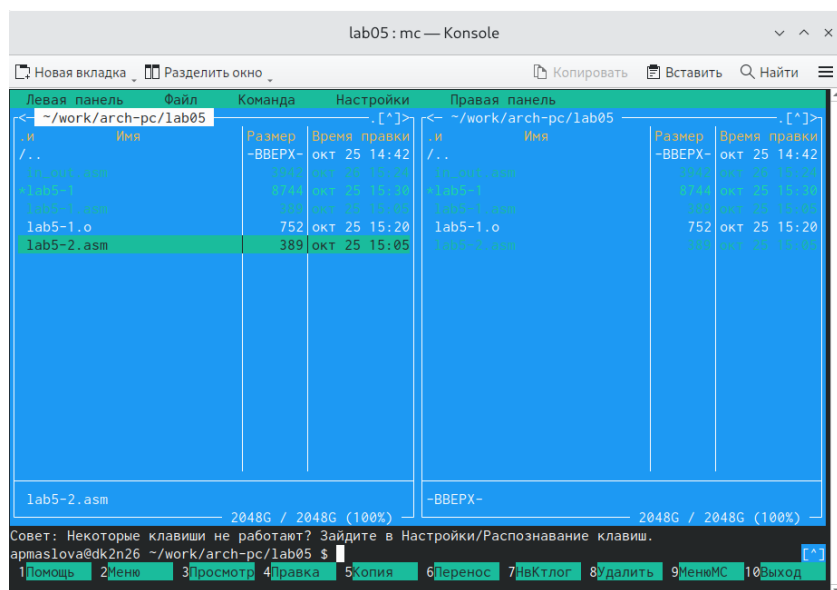 lab05 : mc — Konsole
Новая вкладка Разделить окно Копировать Вставить Найти
Левая панель Файл Команда Настройки Правая панель
<— ~/work/arch-pc/lab05 .[^]> <— ~/work/arch-pc/lab05 .[^]>
.и Имя Размер Время правки .и Имя Размер Время правки
/.. -ВВЕРХ- окт 25 14:42 /.. -ВВЕРХ- окт 25 14:42
in_out.asm 3942 окт 26 15:24 in_out.asm 3942 окт 26 15:24
*lab5-1 8744 окт 25 15:30 *lab5-1 8744 окт 25 15:30
lab5-1.asm 389 окт 25 15:05 lab5-1.asm 389 окт 25 15:05
lab5-1.o 752 окт 25 15:20 lab5-1.o 752 окт 25 15:20
lab5-2.asm 389 окт 25 15:05 lab5-2.asm 389 окт 25 15:05
lab5-2.asm -ВВЕРХ-
2048G / 2048G (100%) 2048G / 2048G (100%)
Совет: Некоторые клавиши не работают? Зайдите в Настройки/Распознавание клавиш.
apmaslova@dk2n26 ~/work/arch-pc/lab05 $ [^]
1Помощь 2Меню 3Просмотр 4Правка 5Копия 6Перенос 7НвКтлог 8Удалить 9МенюМС 10Выход